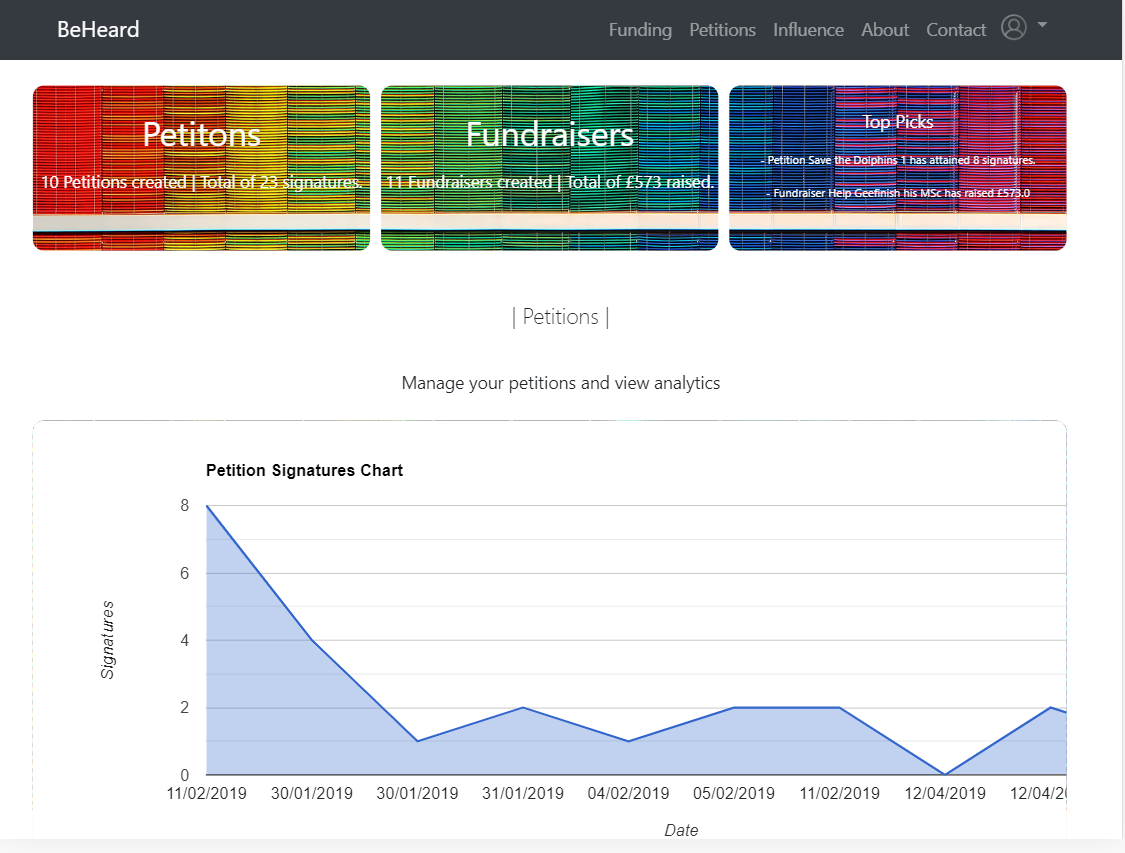 BeHeard
Funding Petitions Influence About Contact
Petitons
10 Petitions created | Total of 23 signatures.
Fundraisers
11 Fundraisers created | Total of £573 raised.
Top Picks
- Petition Save the Dolphins 1 has attained 8 signatures.
- Fundraiser Help Geefinish his MSc has raised £573.0
| Petitions |
Manage your petitions and view analytics
Petition Signatures Chart
8
6
4
2
0
Signatures
11/02/2019 30/01/2019 30/01/2019 31/01/2019 04/02/2019 05/02/2019 11/02/2019 12/04/2019 12/04/2
Date